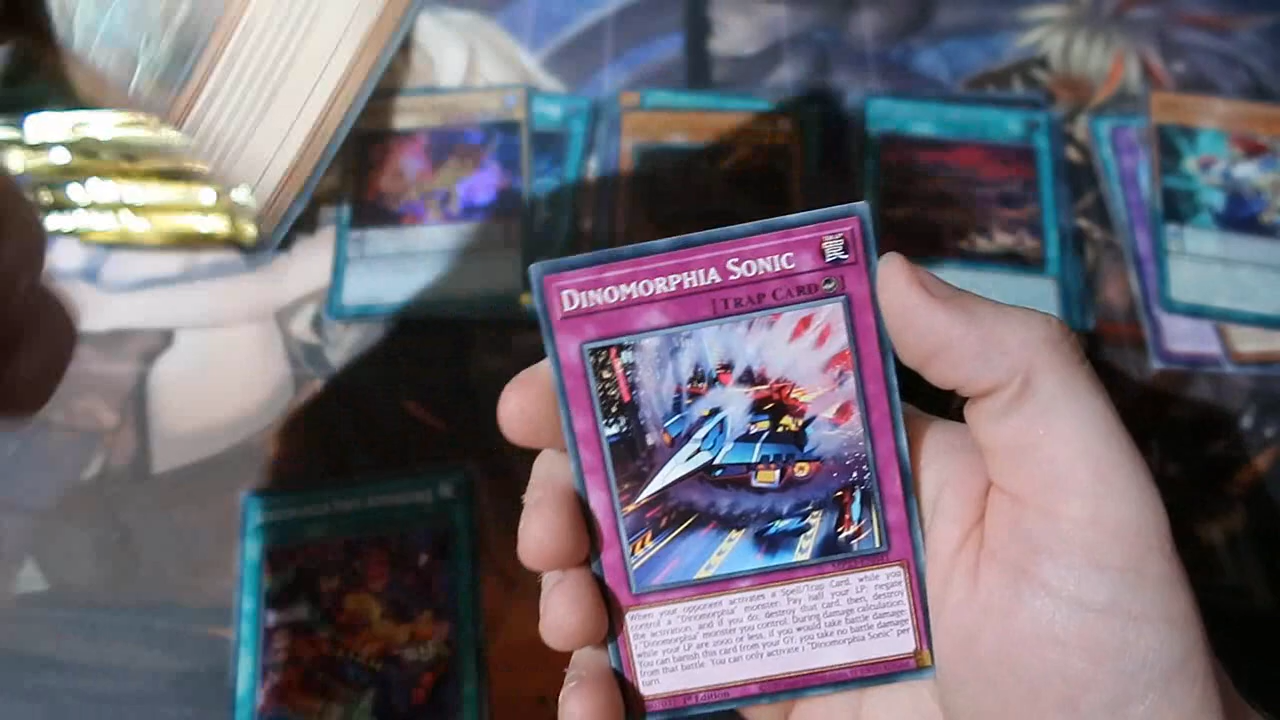 DINOMORPHIA SONIC
[TRAP CARD
When your opponent activates a Spell/Trap Card, while you
control a "Dinomorphia" monster: Pay half your LP; negate
the activation, and if you do, destroy that card, then, destroy
1 "Dinomorphia" monster you control. During damage calculation,
while your LP are 2000 or less, if you would take battle damage:
You can banish this card from your GY; you take no battle damage
from that battle. You can only activate 1 "Dinomorphia Sonic" per
turn.
1st Edition